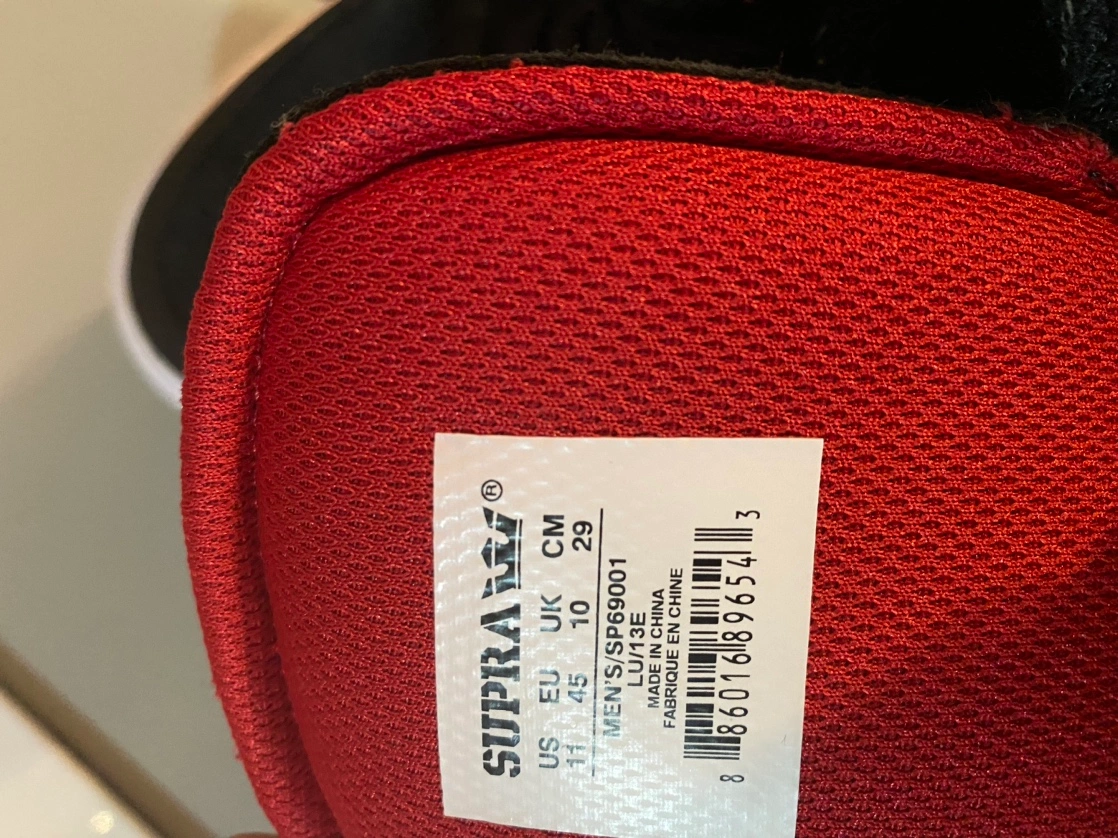 SUPRA ®
US EU UK CM
11 45 10 29
MEN'S/SP69001
LU/13E
MADE IN CHINA
FABRIQUE EN CHINE
8 86016 89654 3